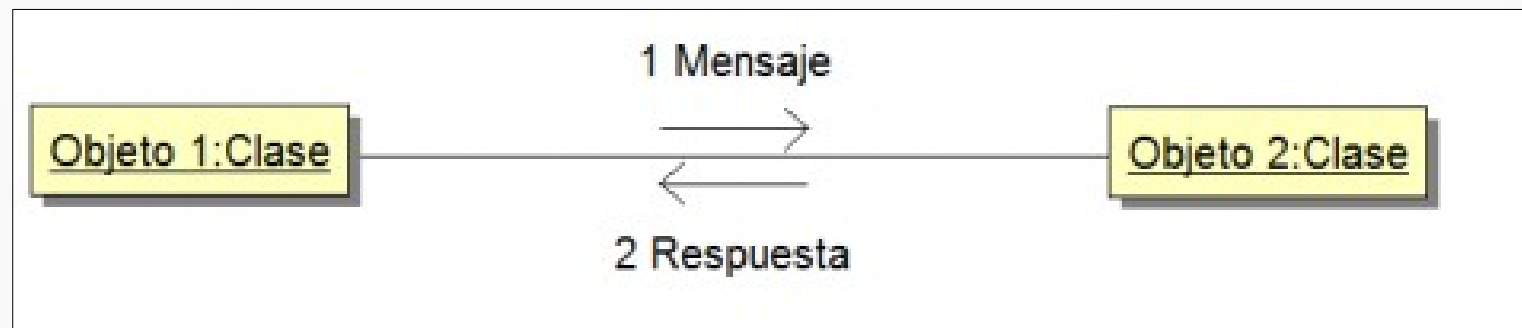 1 Mensaje
Objeto 1:Clase
Objeto 2:Clase
2 Respuesta